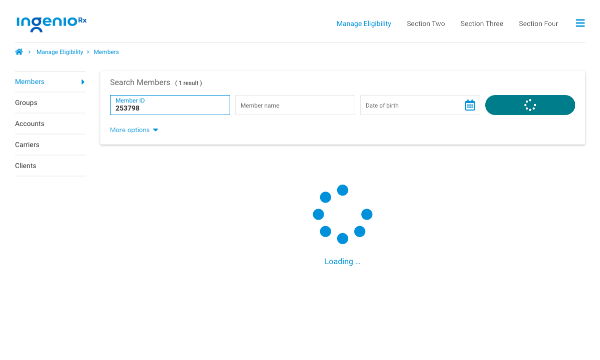 ingenio Rx
Manage Eligibility Section Two Section Three Section Four
Manage Eligibility Members
Members
Groups
Accounts
Carriers
Clients
Search Members ( 1 result )
Member ID
253798
Member name
Date of birth
More options
Loading ...